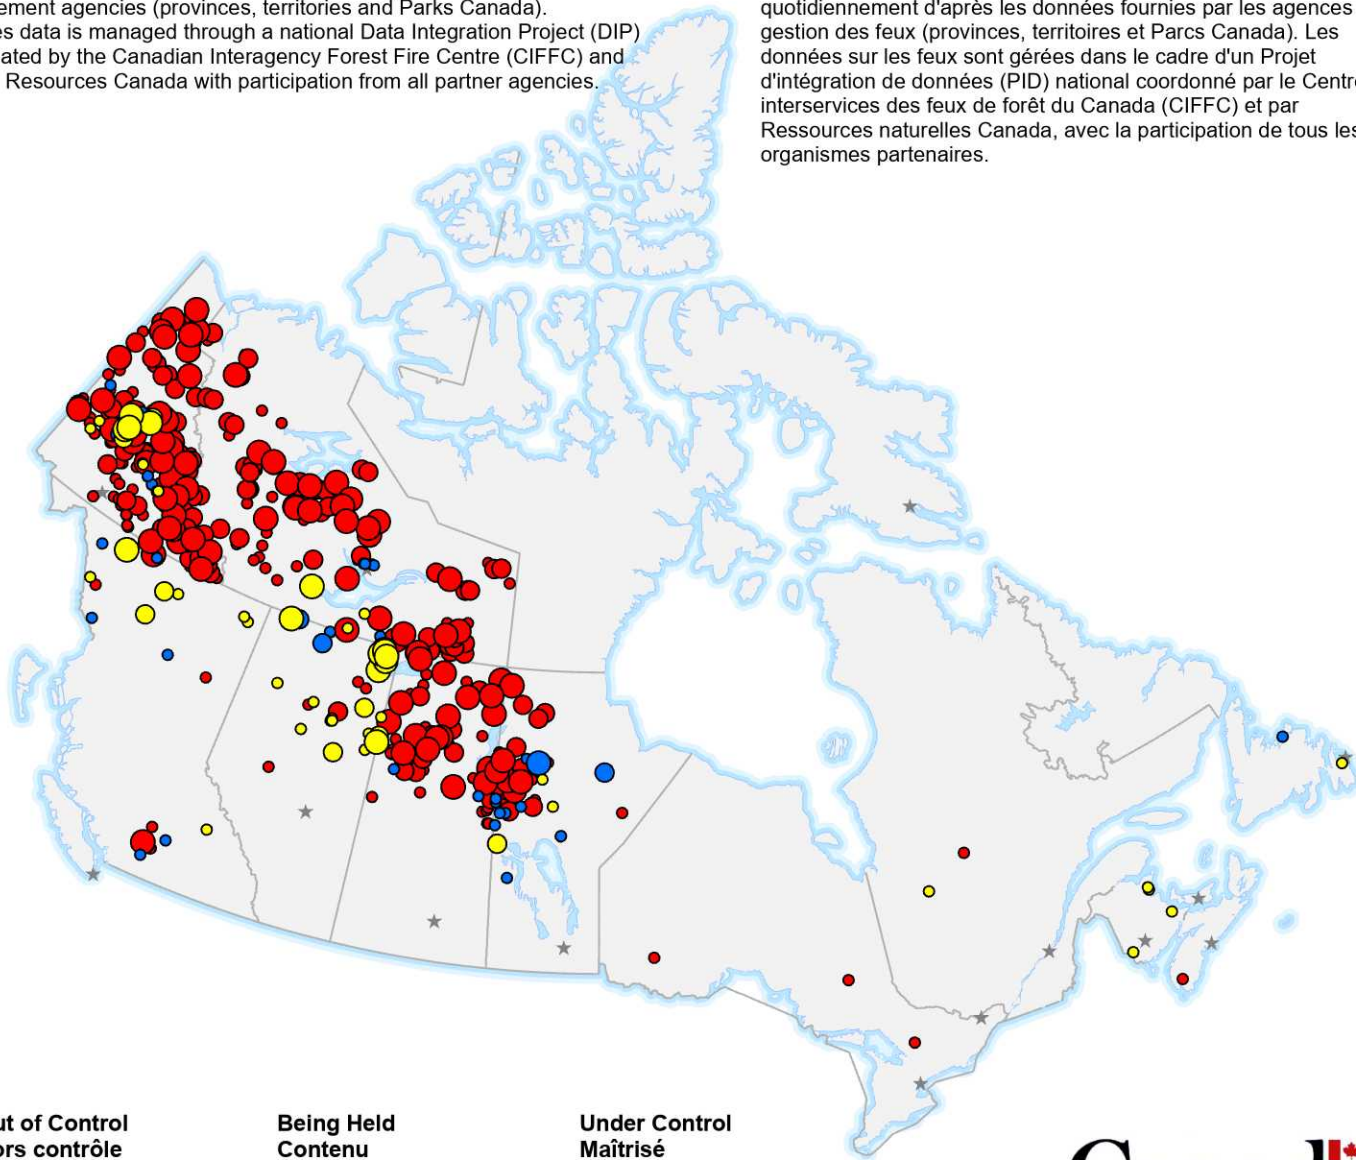 ement agencies (provinces, territories and Parks Canada).
es data is managed through a national Data Integration Project (DIP)
ated by the Canadian Interagency Forest Fire Centre (CIFFC) and
Resources Canada with participation from all partner agencies.
quotidiennement d'après les données fournies par les agences
gestion des feux (provinces, territoires et Parcs Canada). Les
données sur les feux sont gérées dans le cadre d'un Projet
d'intégration de données (PID) national coordonné par le Centre
interservices des feux de forêt du Canada (CIFFC) et par
Ressources naturelles Canada, avec la participation de tous les
organismes partenaires.
ut of Control
ors contrôle
Being Held
Contenu
Under Control
Maîtrisé